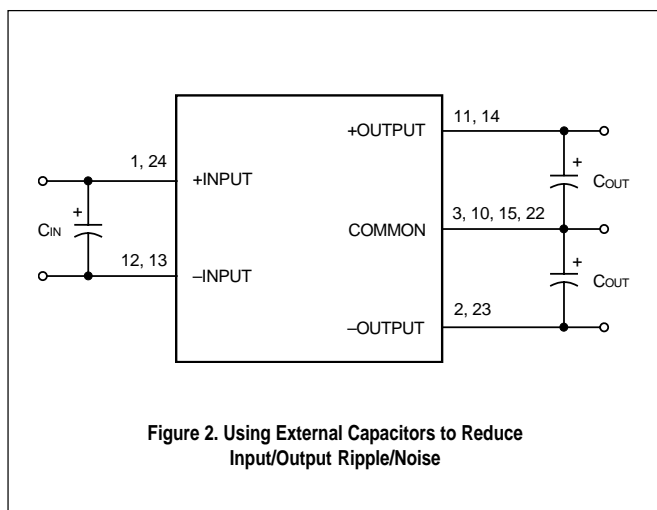 11, 14
+OUTPUT
+
1, 24
COUT
+INPUT
3, 10, 15, 22
+
COMMON
CIN
+
12, 13
COUT
–INPUT
2, 23
–OUTPUT
Figure 2. Using External Capacitors to Reduce
Input/Output Ripple/Noise